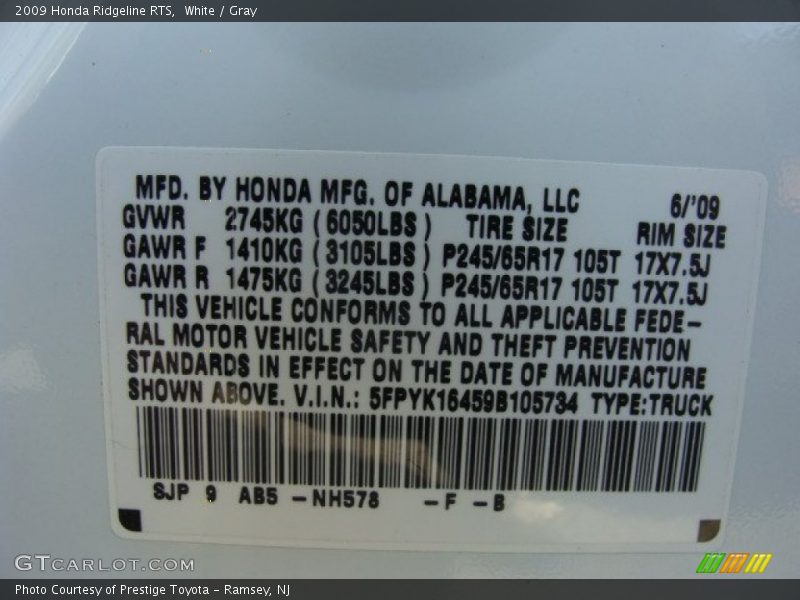 2009 Honda Ridgeline RTS,  White / Gray
MFD. BY HONDA MFG. OF ALABAMA, LLC 6/'09
GVWR 2745KG (6050LBS) TIRE SIZE RIM SIZE
GAWR F 1410KG (3105LBS) P245/65R17 105T 17X7.5J
GAWR R 1475KG (3245LBS) P245/65R17 105T 17X7.5J
THIS VEHICLE CONFORMS TO ALL APPLICABLE FEDE-
RAL MOTOR VEHICLE SAFETY AND THEFT PREVENTION
STANDARDS IN EFFECT ON THE DATE OF MANUFACTURE
SHOWN ABOVE. V.I.N.: 5FPYK16459B105734 TYPE:TRUCK
SJP 9 AB5 -NH578 -F -B
GTCARLOT.COM
Photo Courtesy of Prestige Toyota - Ramsey, NJ